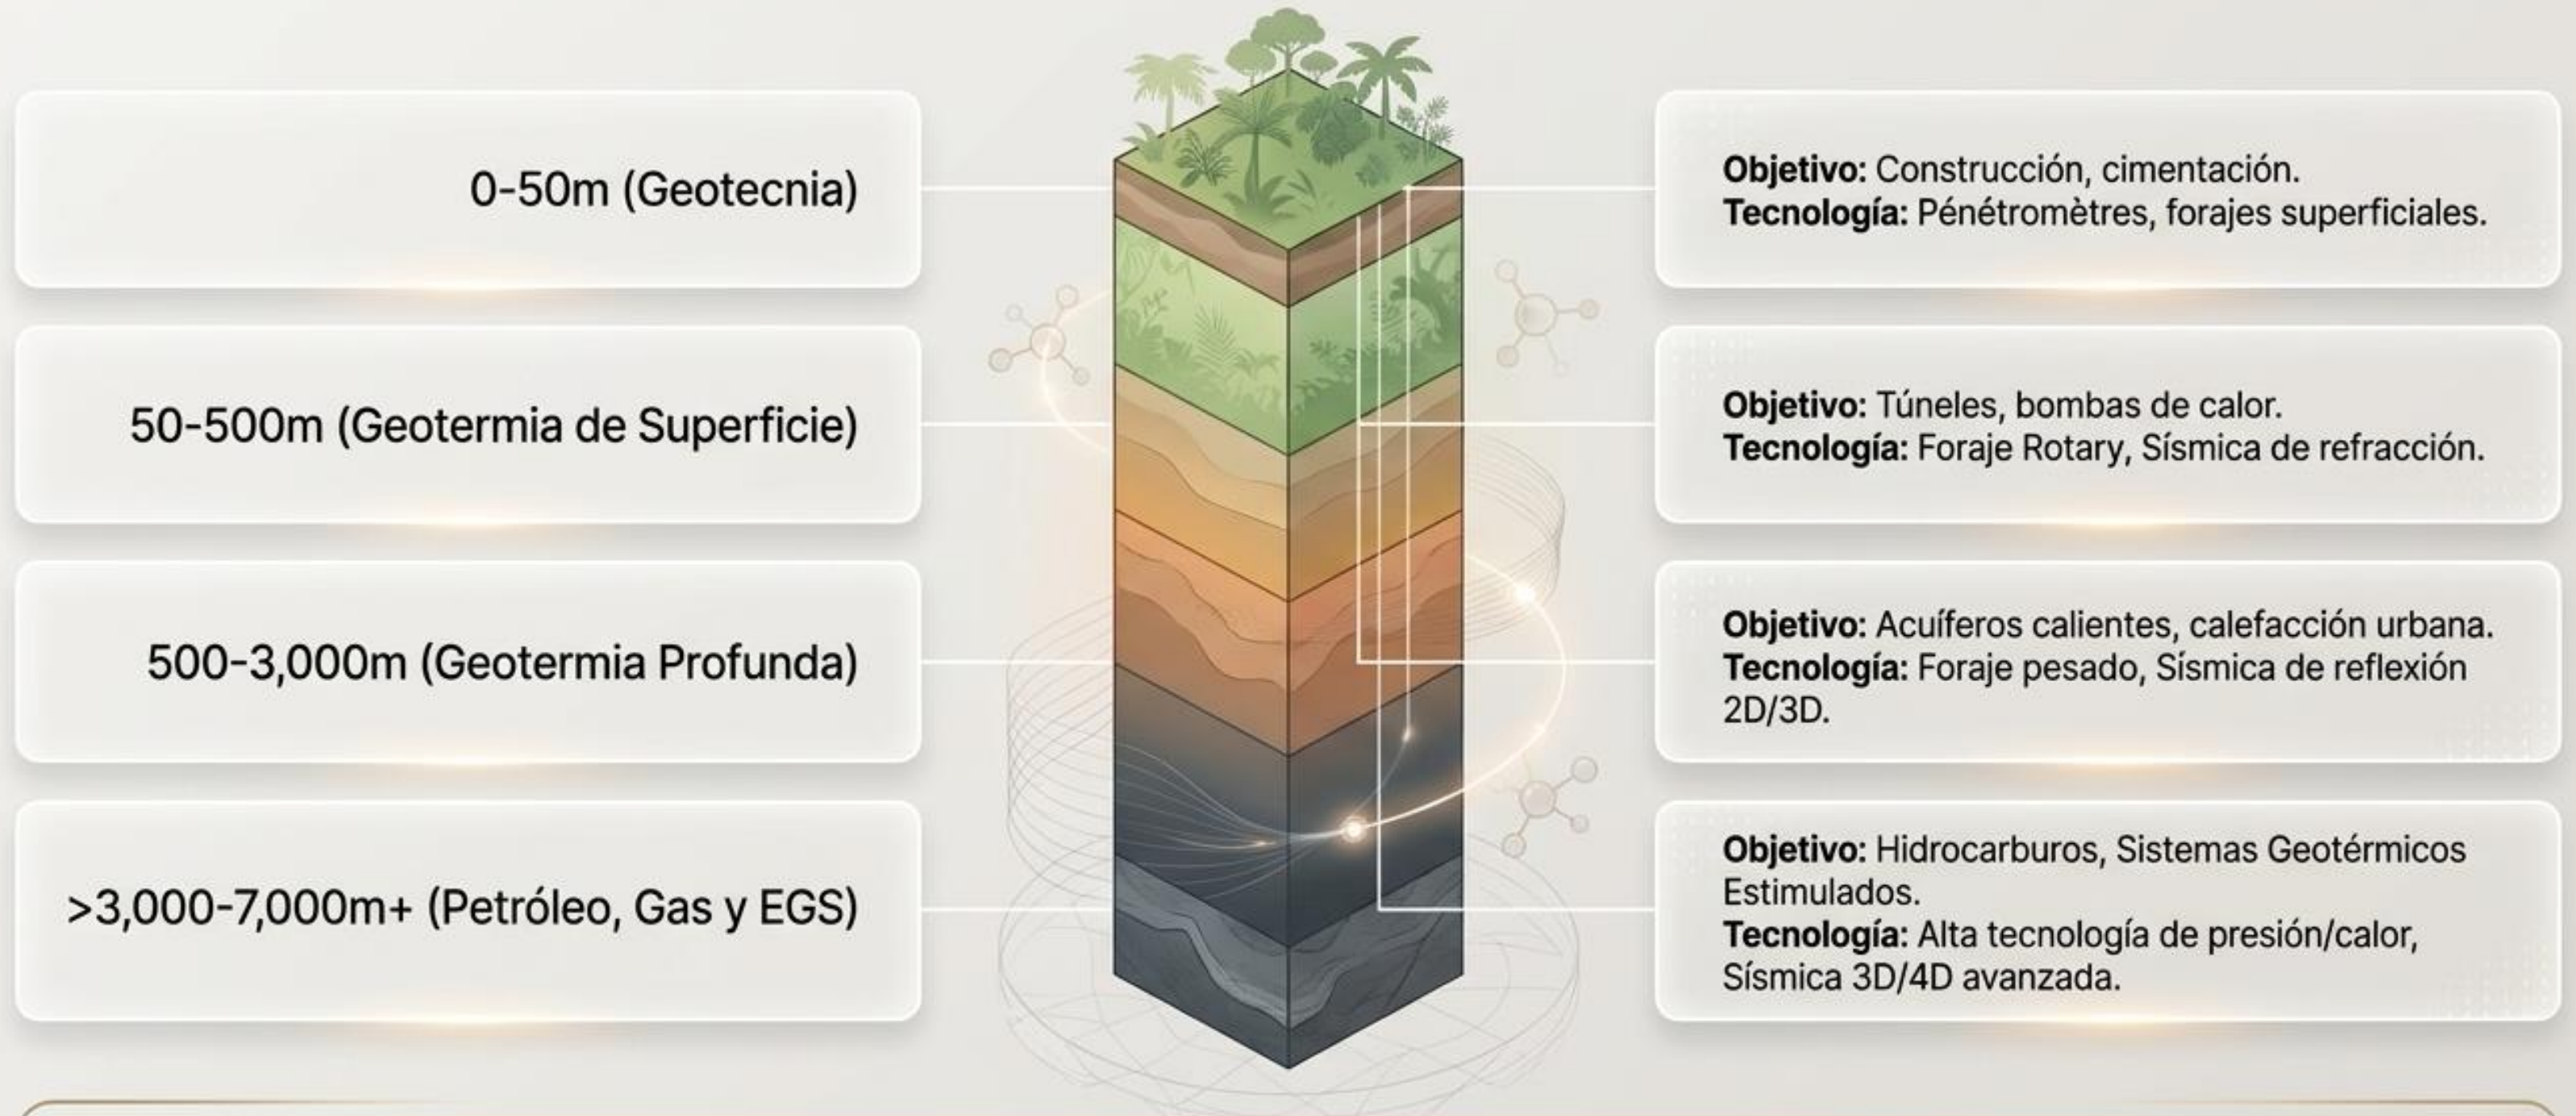 0-50m (Geotecnia)
Objetivo: Construcción, cimentación.
Tecnología: Pénétromètres, forajes superficiales.
50-500m (Geotermia de Superficie)
Objetivo: Túneles, bombas de calor.
Tecnología: Foraje Rotary, Sísmica de refracción.
500-3,000m (Geotermia Profunda)
Objetivo: Acuíferos calientes, calefacción urbana.
Tecnología: Foraje pesado, Sísmica de reflexión
2D/3D.
>3,000-7,000m+ (Petróleo, Gas y EGS)
Objetivo: Hidrocarburos, Sistemas Geotérmicos
Estimulados.
Tecnología: Alta tecnología de presión/calor,
Sísmica 3D/4D avanzada.